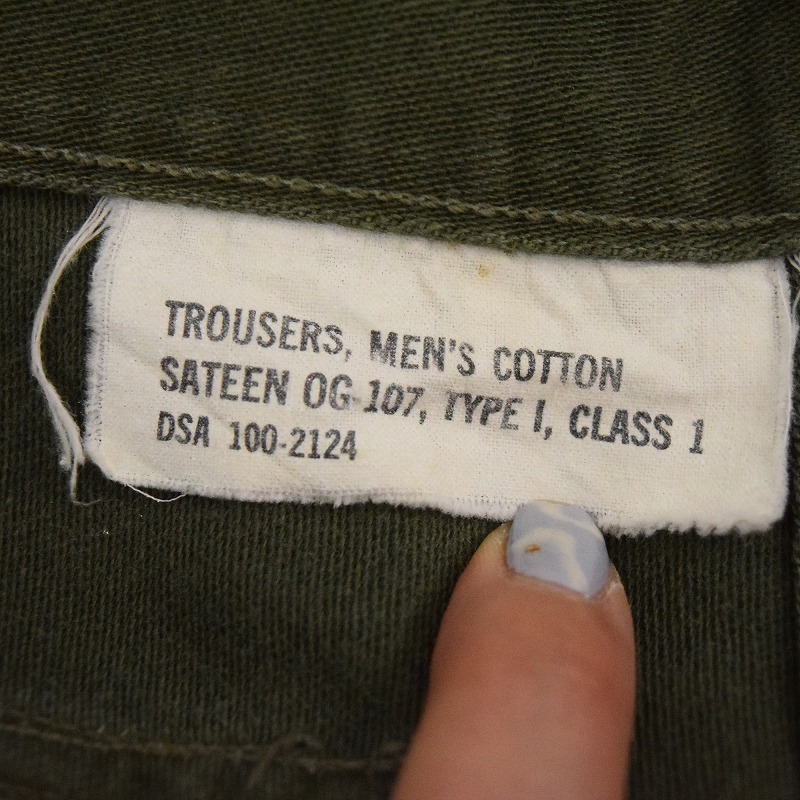 TROUSERS, MEN'S COTTON
SATEEN OG-107, TYPE I, CLASS 1
DSA 100-2124